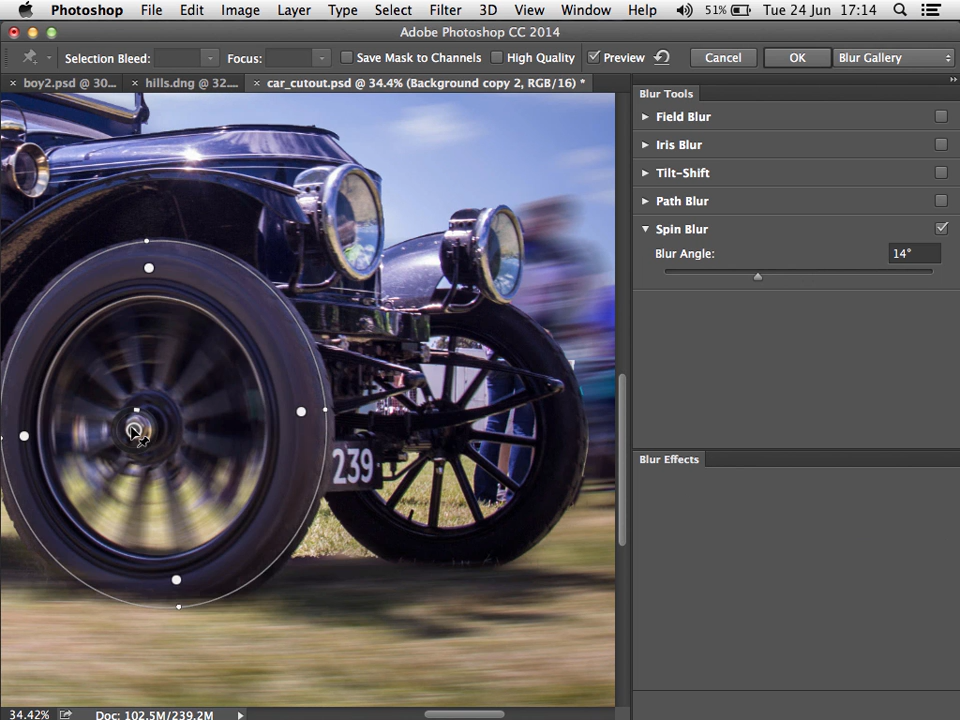 Photoshop File Edit Image Layer Type Select Filter 3D View Window Help 51% Tue 24 Jun 17:14
Adobe Photoshop CC 2014
Selection Bleed: Focus: Save Mask to Channels High Quality Preview Cancel OK Blur Gallery
× boy2.psd @ 30... × hills.dng @ 32.... × car_cutout.psd @ 34.4% (Background copy 2, RGB/16) *
Blur Tools
Field Blur
Iris Blur
Tilt-Shift
Path Blur
Spin Blur
Blur Angle: 14°
239
Blur Effects
34.42% Doc: 102.5M/239.2M